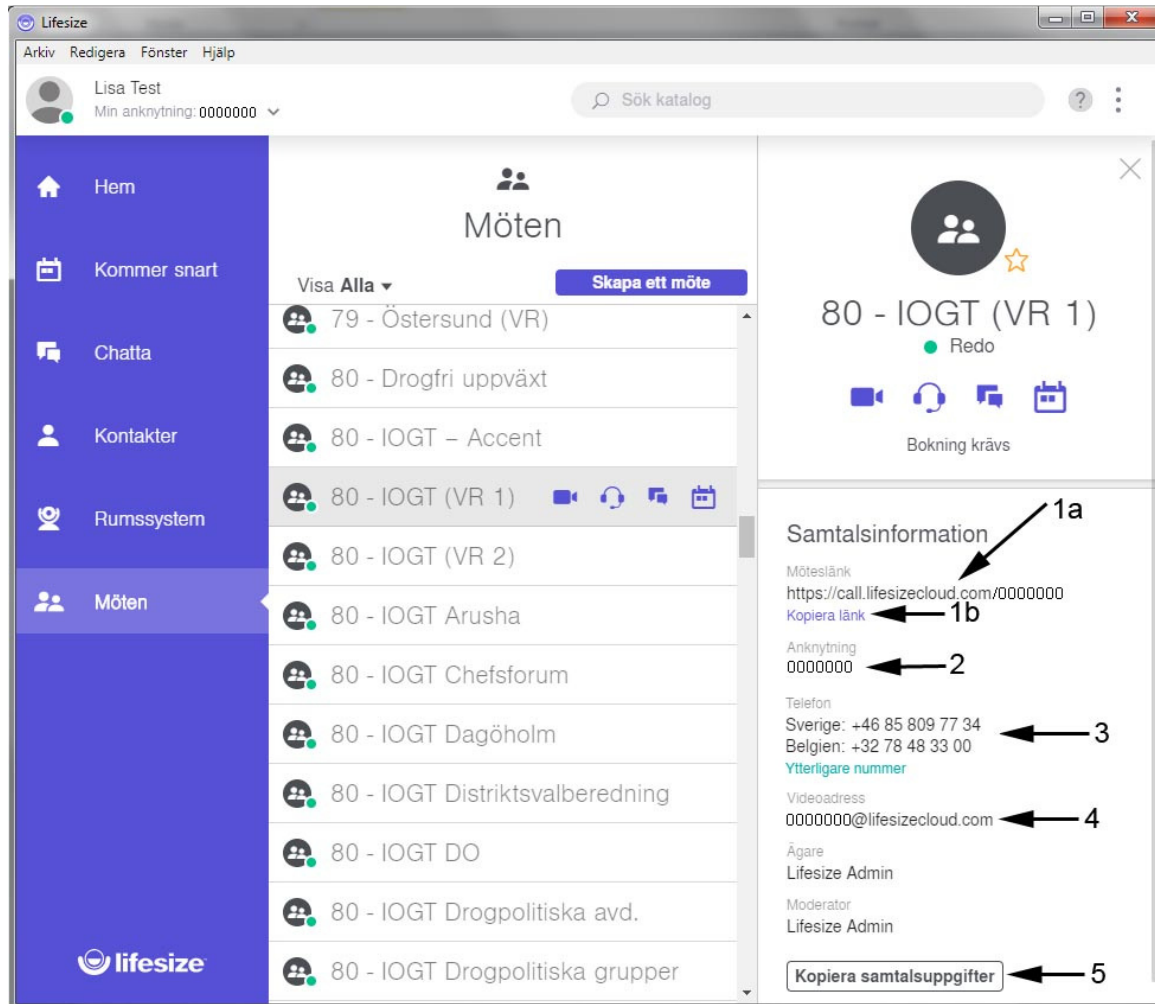 Lifesize
Arkiv Redigera Fönster Hjälp
Lisa Test
Min anknytning: 0000000
Sök katalog
?
Hem
Kommer snart
Chatta
Kontakter
Rumssystem
Möten
lifesize
Möten
Visa Alla
Skapa ett möte
79 - Östersund (VR)
80 - Drogfri uppväxt
80 - IOGT – Accent
80 - IOGT (VR 1)
80 - IOGT (VR 2)
80 - IOGT Arusha
80 - IOGT Chefsforum
80 - IOGT Dagöholm
80 - IOGT Distriktsvalberedning
80 - IOGT DO
80 - IOGT Drogpolitiska avd.
80 - IOGT Drogpolitiska grupper
80 - IOGT (VR 1)
Redo
Bokning krävs
1a
Samtalsinformation
Möteslänk
https://call.lifesizecloud.com/0000000
Kopiera länk 1b
Anknytning
0000000 2
Telefon
Sverige: +46 85 809 77 34
Belgien: +32 78 48 33 00 3
Ytterligare nummer
Videoadress
0000000@lifesizecloud.com 4
Ägare
Lifesize Admin
Moderator
Lifesize Admin
Kopiera samtalsuppgifter 5